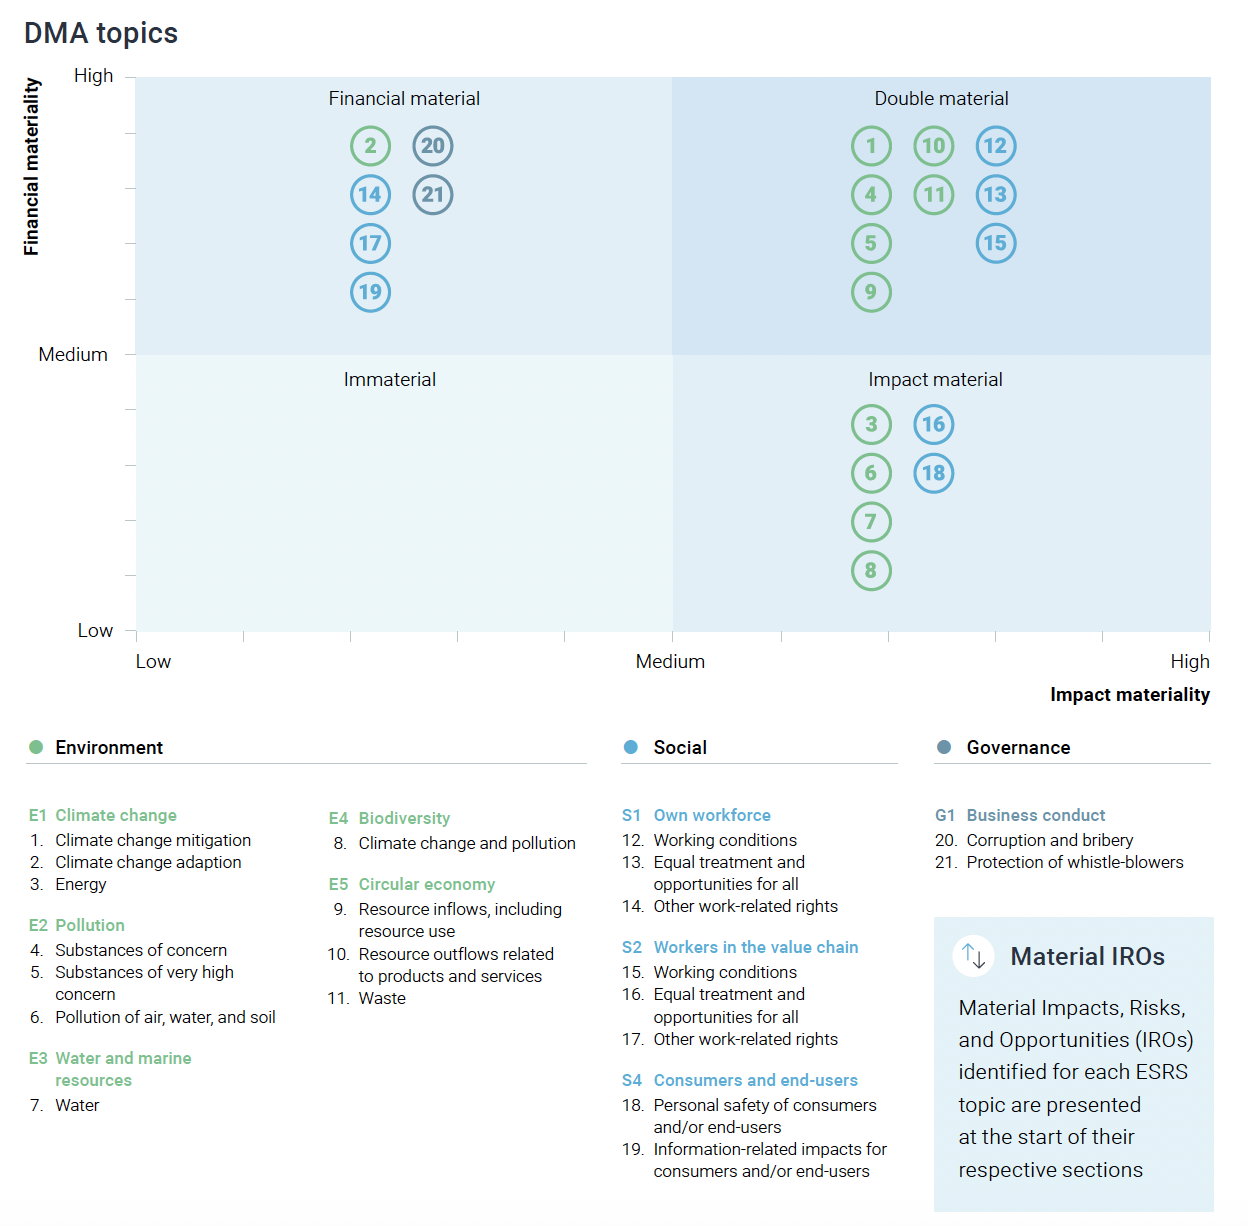 DMA topics
Financial materiality
High
Financial material
Double material
2 20
1 10 12
14 21
4 11 13
17
5 15
19
9
Medium
Immaterial
Impact material
3 16
6 18
7
8
Low
Low
Medium
High
Impact materiality
Environment
E1 Climate change
1. Climate change mitigation
2. Climate change adaption
3. Energy
E2 Pollution
4. Substances of concern
5. Substances of very high
concern
6. Pollution of air, water, and soil
E3 Water and marine
resources
7. Water
E4 Biodiversity
8. Climate change and pollution
E5 Circular economy
9. Resource inflows, including
resource use
10. Resource outflows related
to products and services
11. Waste
Social
S1 Own workforce
12. Working conditions
13. Equal treatment and
opportunities for all
14. Other work-related rights
S2 Workers in the value chain
15. Working conditions
16. Equal treatment and
opportunities for all
17. Other work-related rights
S4 Consumers and end-users
18. Personal safety of consumers
and/or end-users
19. Information-related impacts for
consumers and/or end-users
Governance
G1 Business conduct
20. Corruption and bribery
21. Protection of whistle-blowers
Material IROs
Material Impacts, Risks,
and Opportunities (IROs)
identified for each ESRS
topic are presented
at the start of their
respective sections